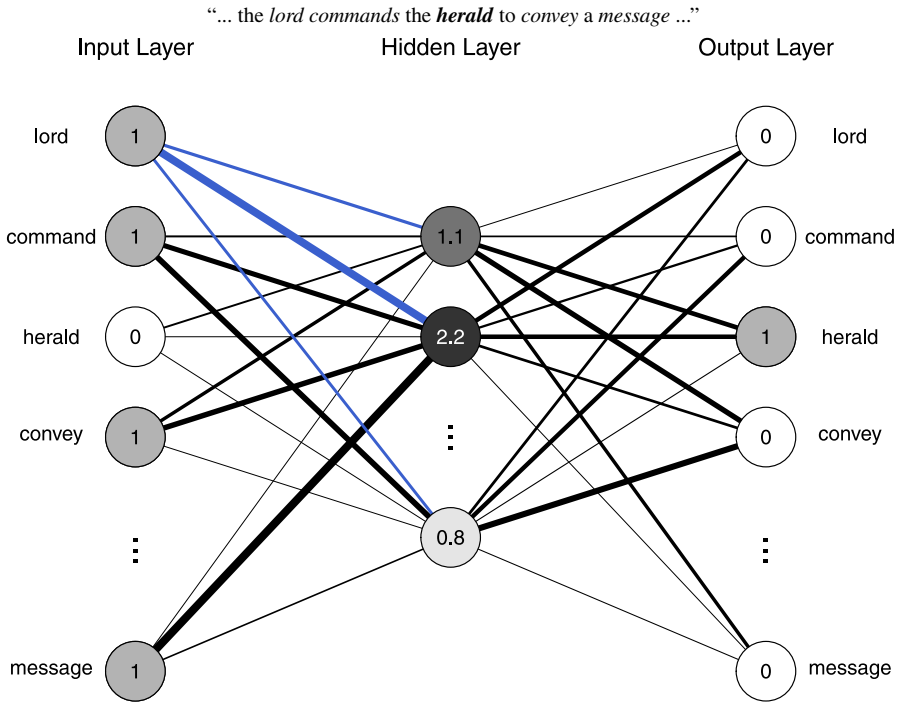 “... the lord commands the herald to convey a message ...”
Input Layer Hidden Layer Output Layer
lord 1 0 lord
command 1 1.1 0 command
herald 0 2.2 1 herald
convey 1 0 convey
0.8
message 1 0 message